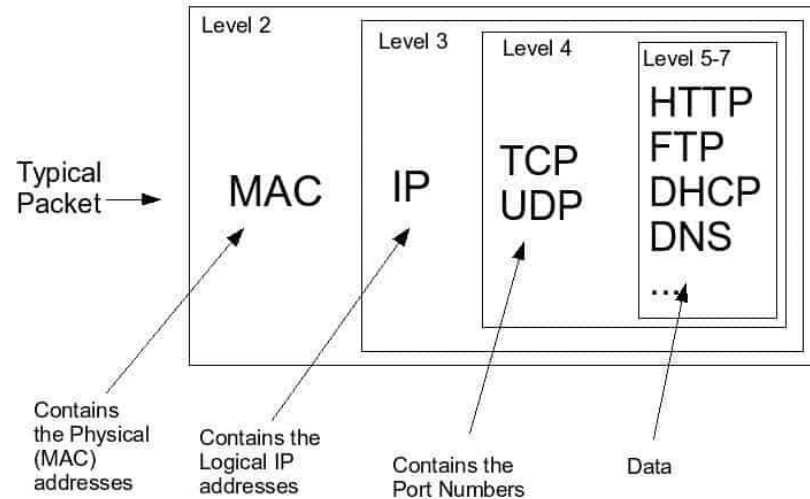 Level 2
Level 3
Level 4
Level 5-7
Typical
Packet
MAC
IP
TCP
UDP
HTTP
FTP
DHCP
DNS
...
Contains
the Physical
(MAC)
addresses
Contains the
Logical IP
addresses
Contains the
Port Numbers
Data